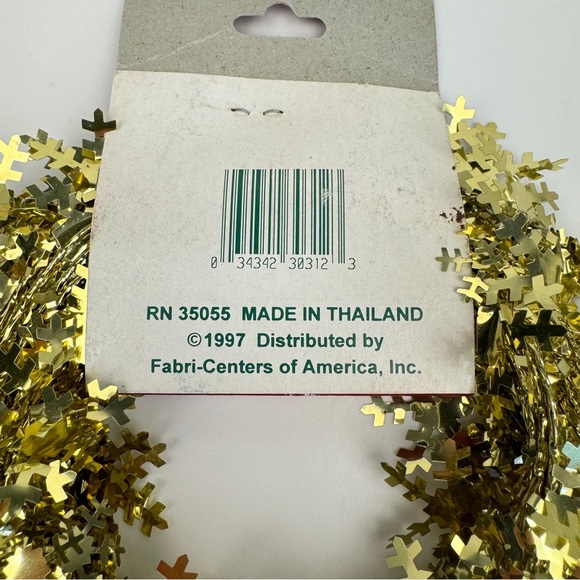 0 34342 30312 3
RN 35055 MADE IN THAILAND
©1997 Distributed by
Fabri-Centers of America, Inc.